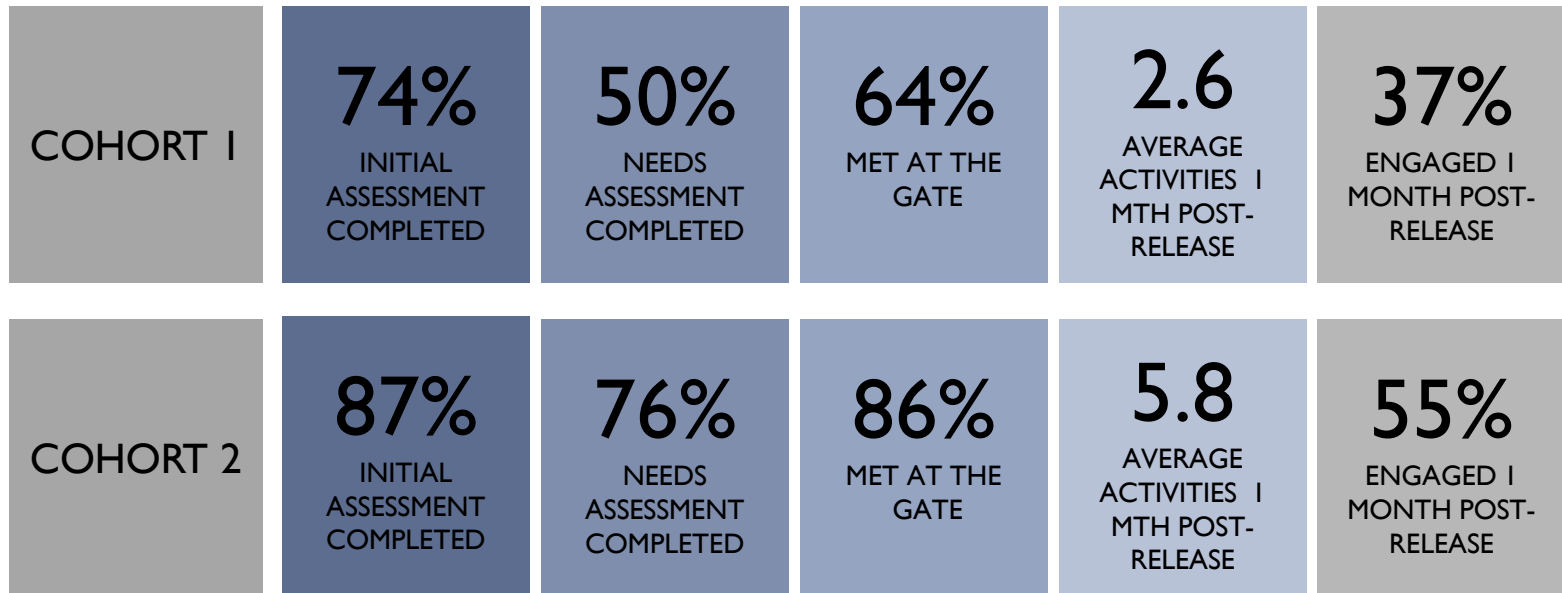 COHORT 1
74%
INITIAL
ASSESSMENT
COMPLETED
50%
NEEDS
ASSESSMENT
COMPLETED
64%
MET AT THE
GATE
2.6
AVERAGE
ACTIVITIES 1
MTH POST-
RELEASE
37%
ENGAGED 1
MONTH POST-
RELEASE
COHORT 2
87%
INITIAL
ASSESSMENT
COMPLETED
76%
NEEDS
ASSESSMENT
COMPLETED
86%
MET AT THE
GATE
5.8
AVERAGE
ACTIVITIES 1
MTH POST-
RELEASE
55%
ENGAGED 1
MONTH POST-
RELEASE